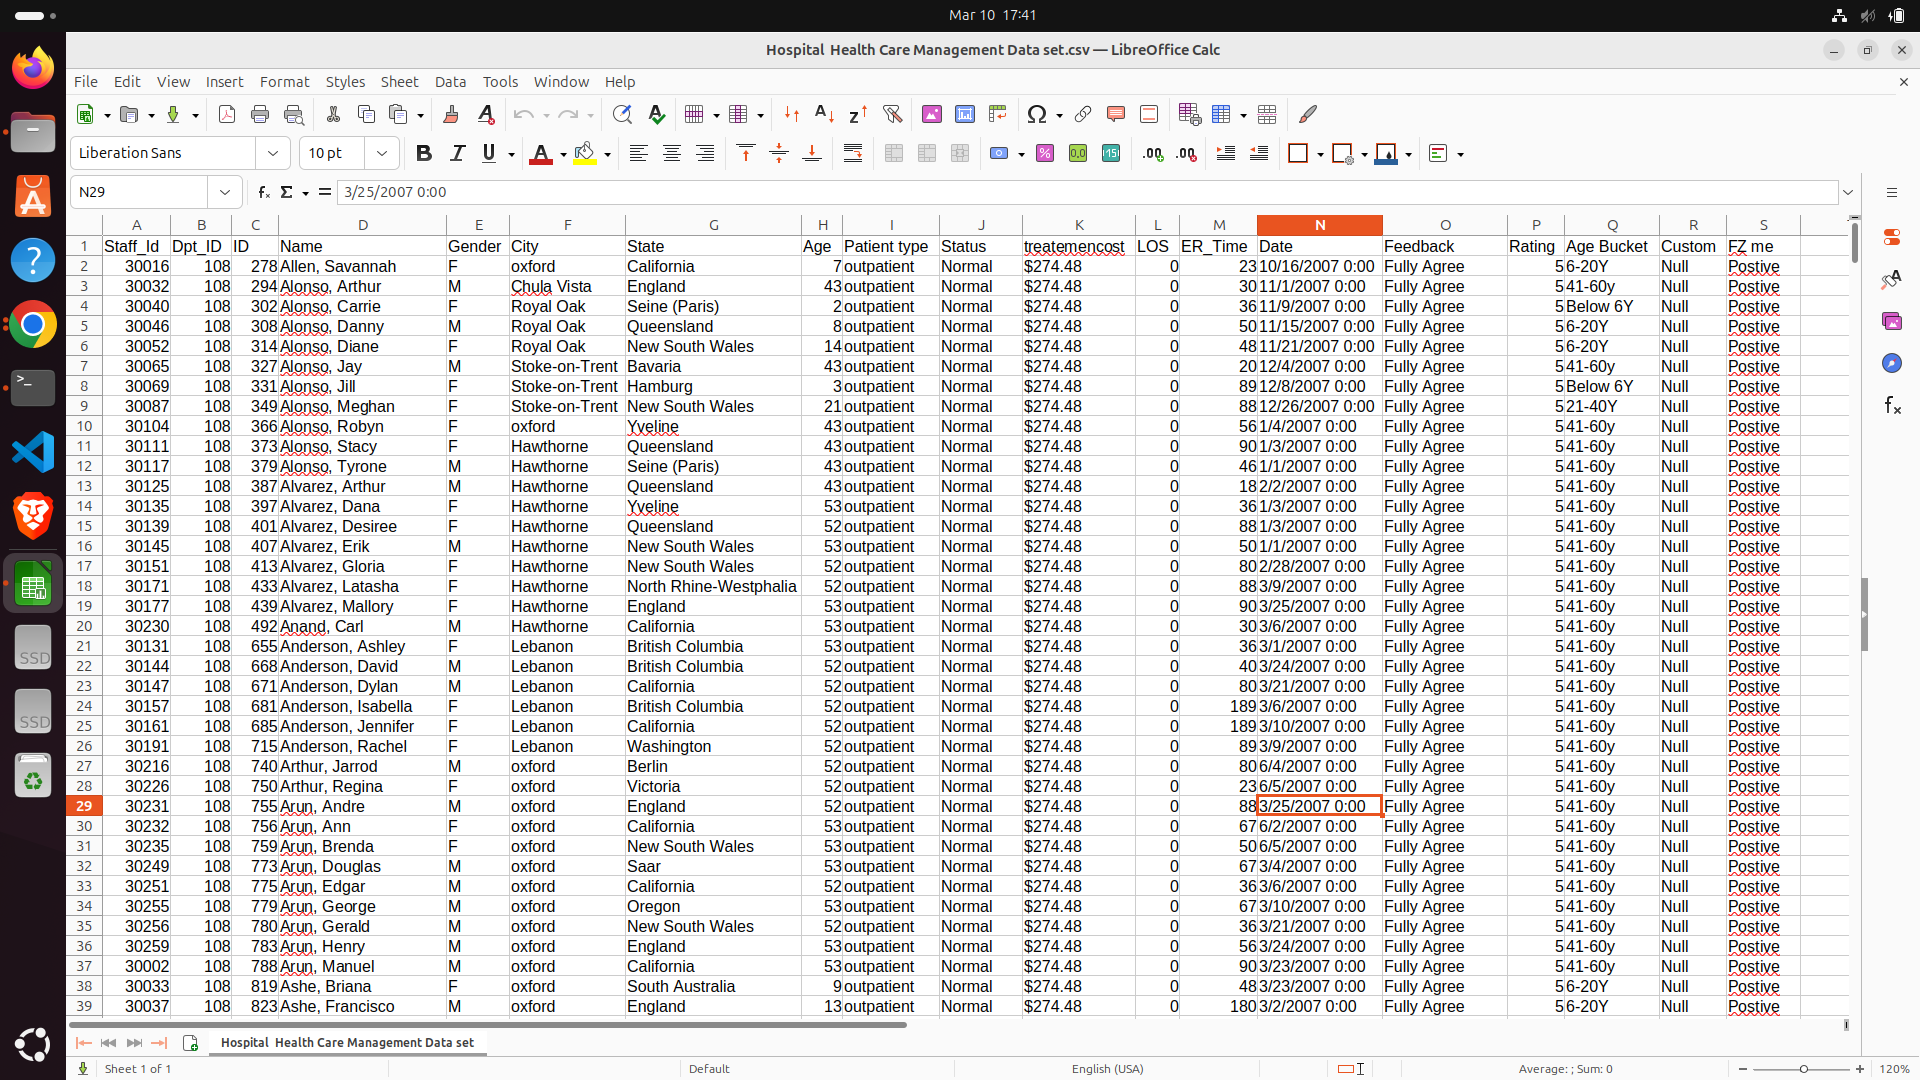 Mar 10 17:41
Hospital Health Care Management Data set.csv — LibreOffice Calc
File Edit View Insert Format Styles Sheet Data Tools Window Help
Liberation Sans 10 pt
N29 3/25/2007 0:00
A B C D E F G H I J K L M N O P Q R S
1 Staff_Id Dpt_ID ID Name Gender City State Age Patient type Status treatemencost LOS ER_Time Date Feedback Rating Age Bucket Custom FZ me
2 30016 108 278 Allen, Savannah F oxford California 7 outpatient Normal $274.48 0 23 10/16/2007 0:00 Fully Agree 5 6-20Y Null Postive
3 30032 108 294 Alonso, Arthur M Chula Vista England 43 outpatient Normal $274.48 0 30 11/1/2007 0:00 Fully Agree 5 41-60y Null Postive
4 30040 108 302 Alonso, Carrie F Royal Oak Seine (Paris) 2 outpatient Normal $274.48 0 36 11/9/2007 0:00 Fully Agree 5 Below 6Y Null Postive
5 30046 108 308 Alonso, Danny M Royal Oak Queensland 8 outpatient Normal $274.48 0 50 11/15/2007 0:00 Fully Agree 5 6-20Y Null Postive
6 30052 108 314 Alonso, Diane F Royal Oak New South Wales 14 outpatient Normal $274.48 0 48 11/21/2007 0:00 Fully Agree 5 6-20Y Null Postive
7 30065 108 327 Alonso, Jay M Stoke-on-Trent Bavaria 43 outpatient Normal $274.48 0 20 12/4/2007 0:00 Fully Agree 5 41-60y Null Postive
8 30069 108 331 Alonso, Jill F Stoke-on-Trent Hamburg 3 outpatient Normal $274.48 0 89 12/8/2007 0:00 Fully Agree 5 Below 6Y Null Postive
9 30087 108 349 Alonso, Meghan F Stoke-on-Trent New South Wales 21 outpatient Normal $274.48 0 88 12/26/2007 0:00 Fully Agree 5 21-40Y Null Postive
10 30104 108 366 Alonso, Robyn F oxford Yveline 43 outpatient Normal $274.48 0 56 1/4/2007 0:00 Fully Agree 5 41-60y Null Postive
11 30111 108 373 Alonso, Stacy F Hawthorne Queensland 43 outpatient Normal $274.48 0 90 1/3/2007 0:00 Fully Agree 5 41-60y Null Postive
12 30117 108 379 Alonso, Tyrone M Hawthorne Seine (Paris) 43 outpatient Normal $274.48 0 46 1/1/2007 0:00 Fully Agree 5 41-60y Null Postive
13 30125 108 387 Alvarez, Arthur M Hawthorne Queensland 43 outpatient Normal $274.48 0 18 2/2/2007 0:00 Fully Agree 5 41-60y Null Postive
14 30135 108 397 Alvarez, Dana F Hawthorne Yveline 53 outpatient Normal $274.48 0 36 1/3/2007 0:00 Fully Agree 5 41-60y Null Postive
15 30139 108 401 Alvarez, Desiree F Hawthorne Queensland 52 outpatient Normal $274.48 0 88 1/3/2007 0:00 Fully Agree 5 41-60y Null Postive
16 30145 108 407 Alvarez, Erik M Hawthorne New South Wales 53 outpatient Normal $274.48 0 50 1/1/2007 0:00 Fully Agree 5 41-60y Null Postive
17 30151 108 413 Alvarez, Gloria F Hawthorne New South Wales 52 outpatient Normal $274.48 0 80 2/28/2007 0:00 Fully Agree 5 41-60y Null Postive
18 30171 108 433 Alvarez, Latasha F Hawthorne North Rhine-Westphalia 52 outpatient Normal $274.48 0 88 3/9/2007 0:00 Fully Agree 5 41-60y Null Postive
19 30177 108 439 Alvarez, Mallory F Hawthorne England 53 outpatient Normal $274.48 0 90 3/25/2007 0:00 Fully Agree 5 41-60y Null Postive
20 30230 108 492 Anand, Carl M Hawthorne California 53 outpatient Normal $274.48 0 30 3/6/2007 0:00 Fully Agree 5 41-60y Null Postive
21 30131 108 655 Anderson, Ashley F Lebanon British Columbia 53 outpatient Normal $274.48 0 36 3/1/2007 0:00 Fully Agree 5 41-60y Null Postive
22 30144 108 668 Anderson, David M Lebanon British Columbia 52 outpatient Normal $274.48 0 40 3/24/2007 0:00 Fully Agree 5 41-60y Null Postive
23 30147 108 671 Anderson, Dylan M Lebanon California 52 outpatient Normal $274.48 0 80 3/21/2007 0:00 Fully Agree 5 41-60y Null Postive
24 30157 108 681 Anderson, Isabella F Lebanon British Columbia 52 outpatient Normal $274.48 0 189 3/6/2007 0:00 Fully Agree 5 41-60y Null Postive
25 30161 108 685 Anderson, Jennifer F Lebanon California 52 outpatient Normal $274.48 0 189 3/10/2007 0:00 Fully Agree 5 41-60y Null Postive
26 30191 108 715 Anderson, Rachel F Lebanon Washington 52 outpatient Normal $274.48 0 89 3/9/2007 0:00 Fully Agree 5 41-60y Null Postive
27 30216 108 740 Arthur, Jarrod M oxford Berlin 52 outpatient Normal $274.48 0 80 6/4/2007 0:00 Fully Agree 5 41-60y Null Postive
28 30226 108 750 Arthur, Regina F oxford Victoria 52 outpatient Normal $274.48 0 23 6/5/2007 0:00 Fully Agree 5 41-60y Null Postive
29 30231 108 755 Arun, Andre M oxford England 52 outpatient Normal $274.48 0 88 3/25/2007 0:00 Fully Agree 5 41-60y Null Postive
30 30232 108 756 Arun, Ann F oxford California 53 outpatient Normal $274.48 0 67 6/2/2007 0:00 Fully Agree 5 41-60y Null Postive
31 30235 108 759 Arun, Brenda F oxford New South Wales 53 outpatient Normal $274.48 0 50 6/5/2007 0:00 Fully Agree 5 41-60y Null Postive
32 30249 108 773 Arun, Douglas M oxford Saar 53 outpatient Normal $274.48 0 67 3/4/2007 0:00 Fully Agree 5 41-60y Null Postive
33 30251 108 775 Arun, Edgar M oxford California 52 outpatient Normal $274.48 0 36 3/6/2007 0:00 Fully Agree 5 41-60y Null Postive
34 30255 108 779 Arun, George M oxford Oregon 53 outpatient Normal $274.48 0 67 3/10/2007 0:00 Fully Agree 5 41-60y Null Postive
35 30256 108 780 Arun, Gerald M oxford New South Wales 52 outpatient Normal $274.48 0 36 3/21/2007 0:00 Fully Agree 5 41-60y Null Postive
36 30259 108 783 Arun, Henry M oxford England 53 outpatient Normal $274.48 0 56 3/24/2007 0:00 Fully Agree 5 41-60y Null Postive
37 30002 108 788 Arun, Manuel M oxford California 53 outpatient Normal $274.48 0 90 3/23/2007 0:00 Fully Agree 5 41-60y Null Postive
38 30033 108 819 Ashe, Briana F oxford South Australia 9 outpatient Normal $274.48 0 48 3/23/2007 0:00 Fully Agree 5 6-20Y Null Postive
39 30037 108 823 Ashe, Francisco M oxford England 13 outpatient Normal $274.48 0 180 3/2/2007 0:00 Fully Agree 5 6-20Y Null Postive
SSD
SSD
Hospital Health Care Management Data set
Sheet 1 of 1 Default English (USA) Average: ; Sum: 0 120%